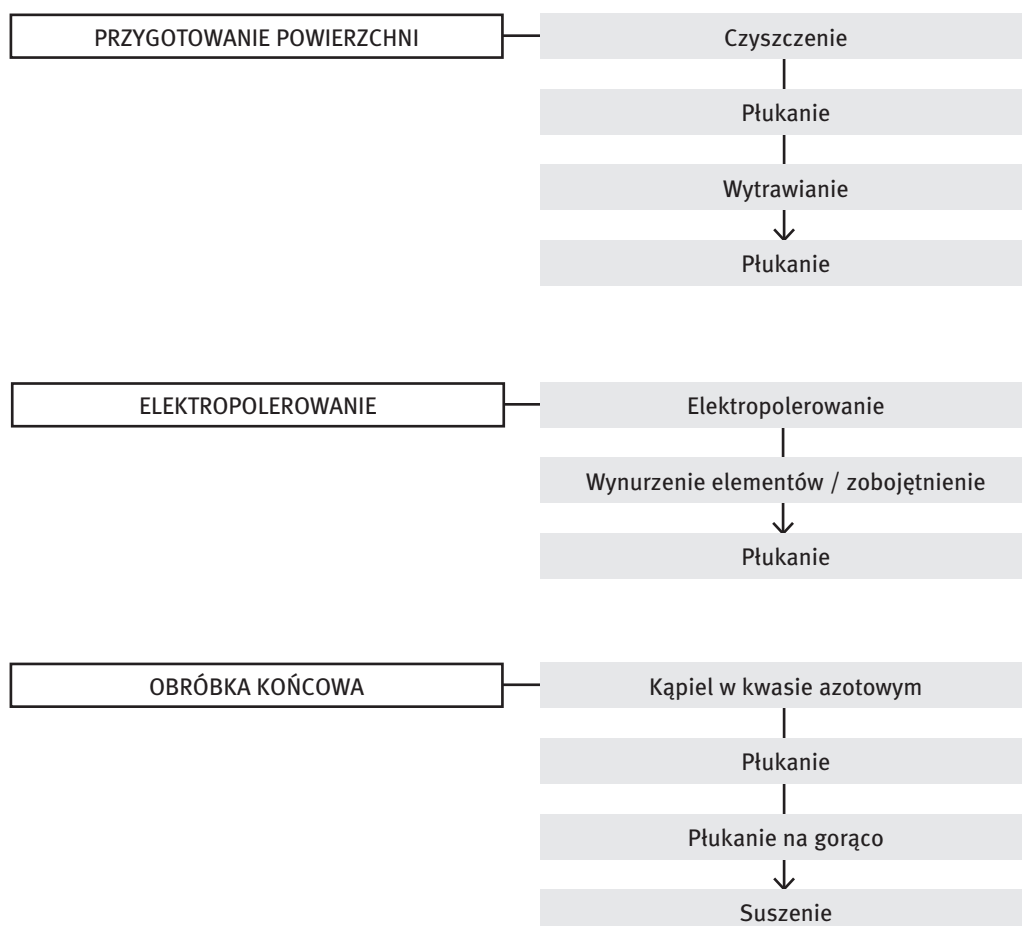 PRZYGOTOWANIE POWIERZCHNI
Czyszczenie
Płukanie
Wytrawianie
Płukanie
ELEKTROPOLEROWANIE
Elektropolerowanie
Wynurzenie elementów / zobojętnienie
Płukanie
OBRÓBKA KOŃCOWA
Kąpiel w kwasie azotowym
Płukanie
Płukanie na gorąco
Suszenie